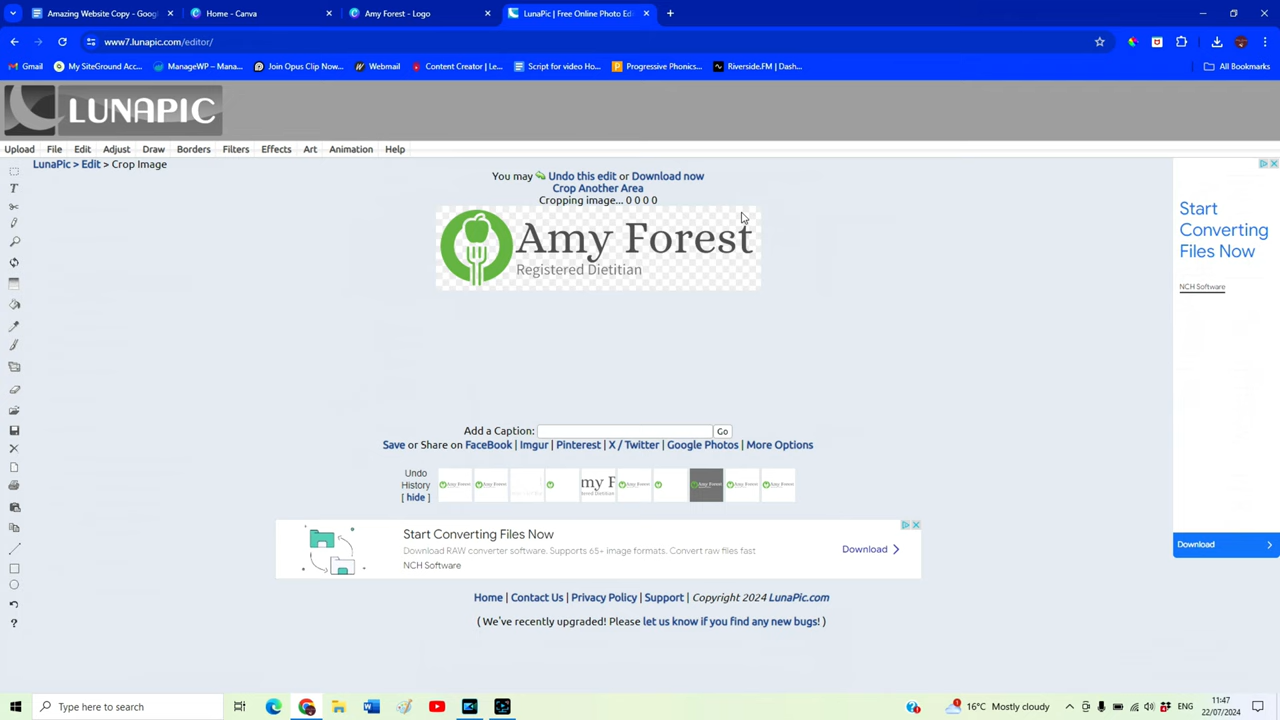 Amazing Website Copy - Goog
Home - Canva
Amy Forest - Logo
LunaPic | Free Online Photo Edi
www7.lunapic.com/editor/
Gmail
My SiteGround Acc...
ManageWP – Mana...
Join Opus Clip Now...
Webmail
Content Creator | Le...
Script for video Ho...
Progressive Phonics...
Riverside.FM | Dash...
All Bookmarks
LUNAPIC
Upload File Edit Adjust Draw Borders Filters Effects Art Animation Help
LunaPic > Edit > Crop Image
You may Undo this edit or Download now
Crop Another Area
Cropping image... 0 0 0 0
Amy Forest
Registered Dietitian
Start
Converting
Files Now
NCH Software
Download
Add a Caption: Go
Save or Share on FaceBook | Imgur | Pinterest | X / Twitter | Google Photos | More Options
Undo
History
[ hide ]
my F
ered Dietitian
Start Converting Files Now
Download RAW converter software. Supports 65+ image formats. Convert raw files fast
NCH Software
Download
Home | Contact Us | Privacy Policy | Support | Copyright 2024 LunaPic.com
( We've recently upgraded! Please let us know if you find any new bugs! )
Type here to search
16°C Mostly cloudy
ENG
11:47
22/07/2024